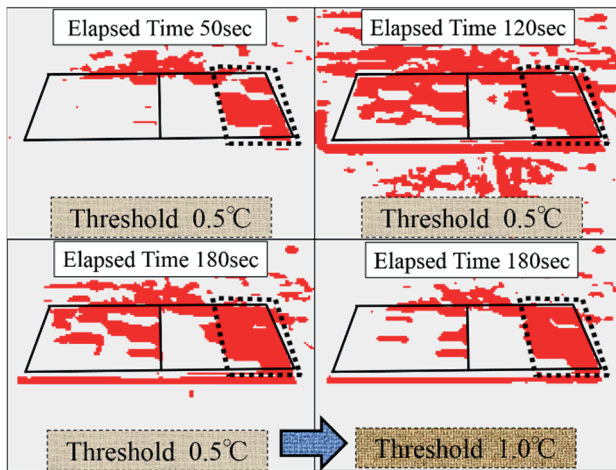 Elapsed Time 50sec
Elapsed Time 120sec
Threshold 0.5℃
Threshold 0.5℃
Elapsed Time 180sec
Elapsed Time 180sec
Threshold 0.5℃
Threshold 1.0℃